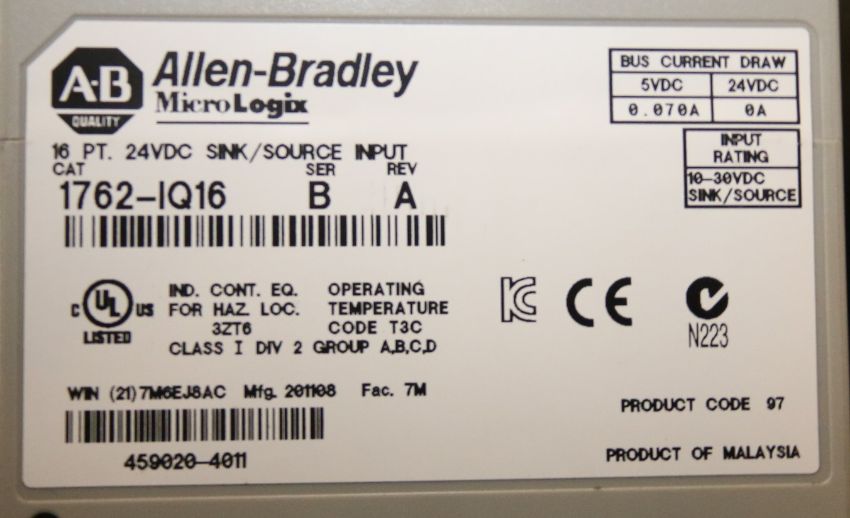 A-B
QUALITY
Allen-Bradley
MicroLogix
BUS CURRENT DRAW
5VDC 24VDC
0.070A 0A
INPUT
RATING
10-30VDC
SINK/SOURCE
16 PT. 24VDC SINK/SOURCE INPUT
CAT SER REV
1762-IQ16 B A
C UL US
LISTED
IND. CONT. EQ.
FOR HAZ. LOC.
3ZT6
OPERATING
TEMPERATURE
CODE T3C
CLASS I DIV 2 GROUP A,B,C,D
KC
CE
N223
WIN (21)7M6EJ8AC Mfg. 201108 Fac. 7M
459020-4011
PRODUCT CODE 97
PRODUCT OF MALAYSIA